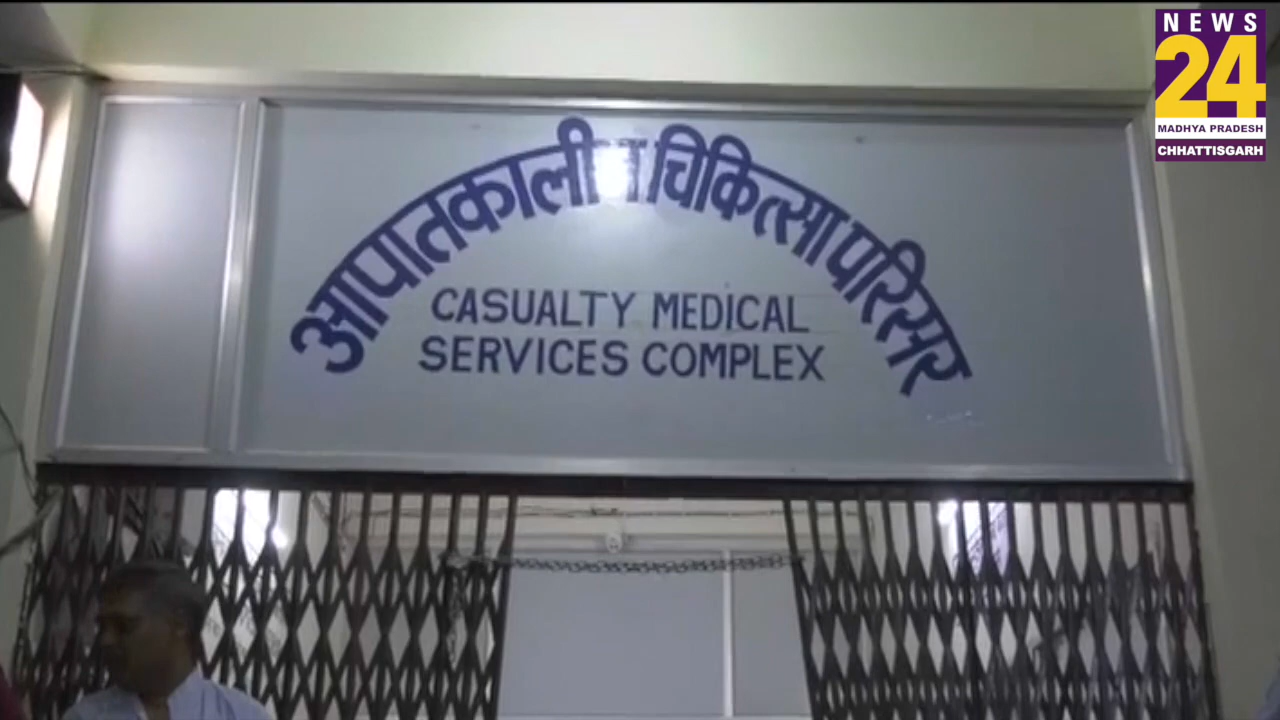 आपातकालीन चिकित्सा परिसर
CASUALTY MEDICAL
SERVICES COMPLEX
NEWS
24
MADHYA PRADESH
CHHATTISGARH